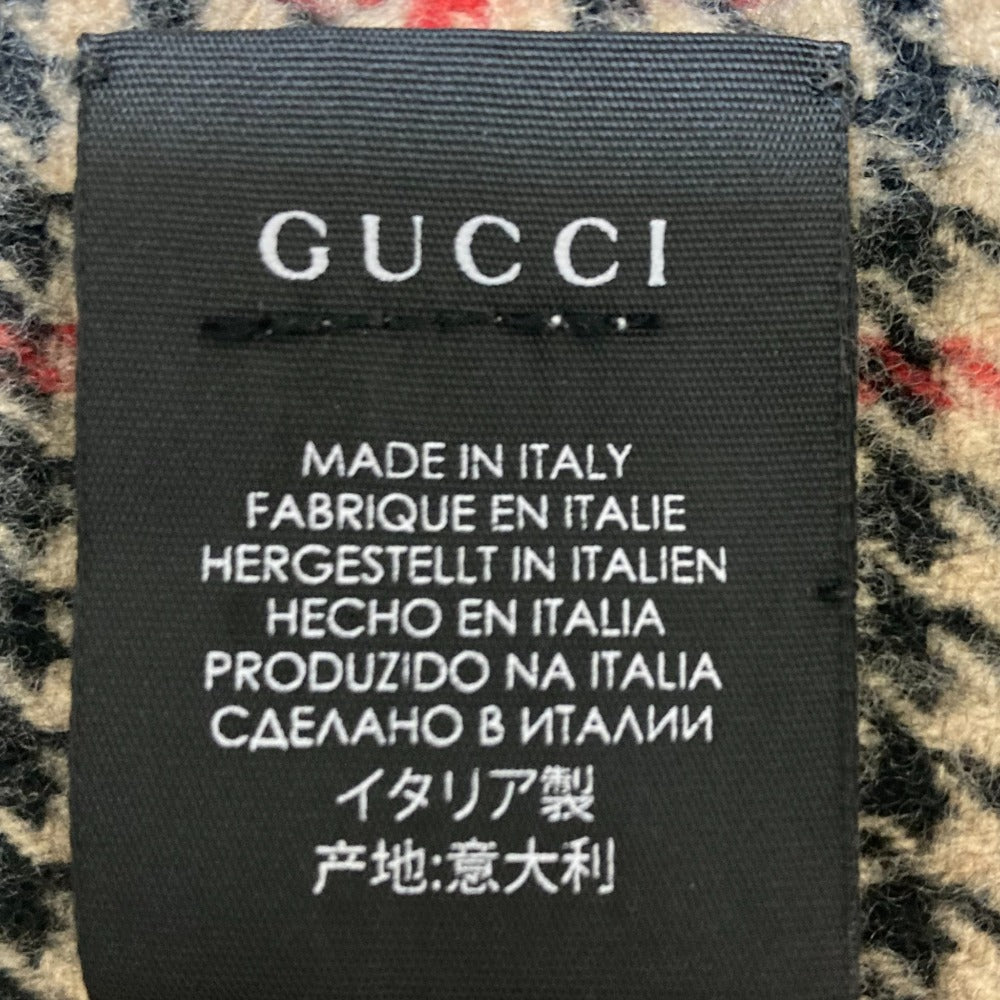 GUCCI
MADE IN ITALY
FABRIQUE EN ITALIE
HERGESTELLT IN ITALIEN
HECHO EN ITALIA
PRODUZIDO NA ITALIA
СДЕЛАНО В ИТАЛИИ
イタリア製
产地:意大利